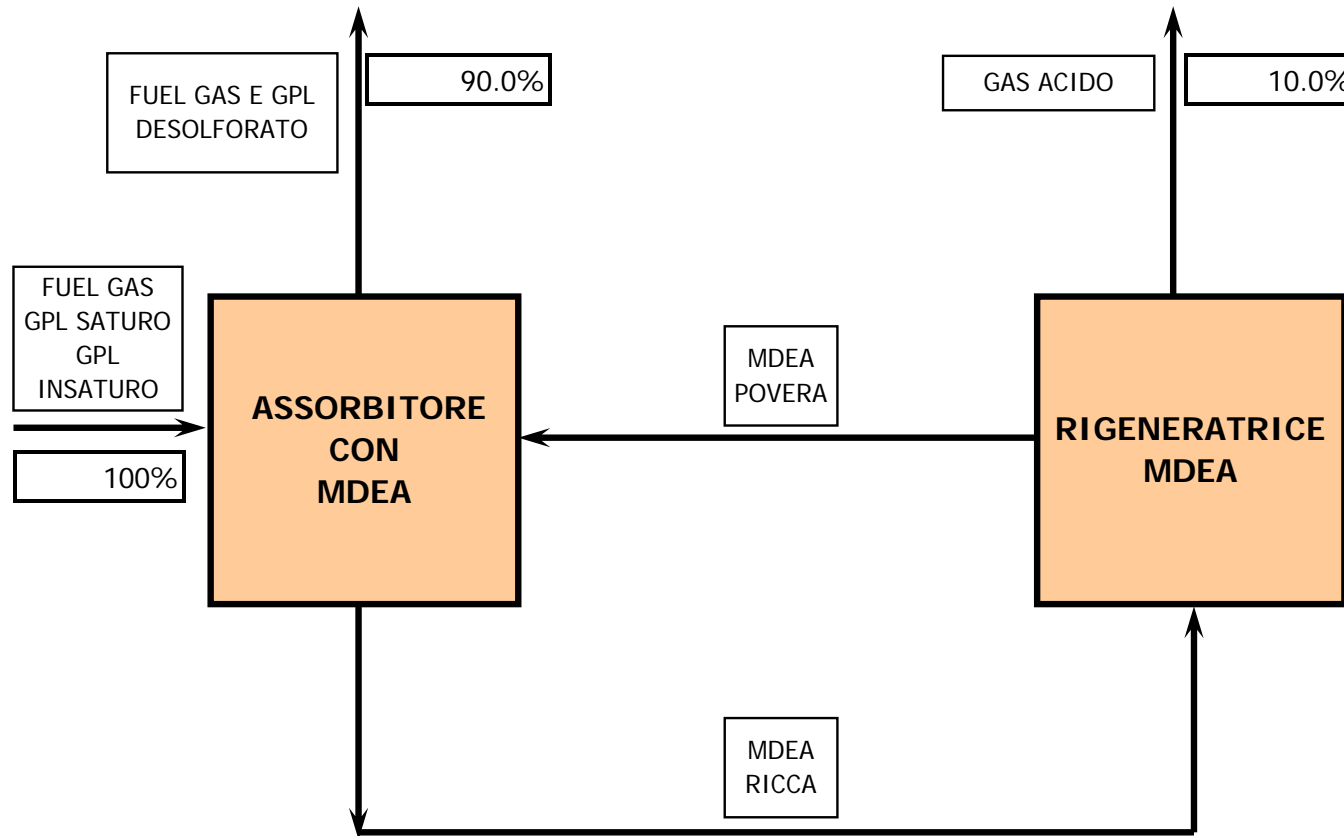 FUEL GAS E GPL
DESOLFORATO
90.0%
GAS ACIDO
10.0%
FUEL GAS
GPL SATURO
GPL
INSATURO
100%
ASSORBITORE
CON
MDEA
MDEA
POVERA
RIGENERATRICE
MDEA
MDEA
RICCA